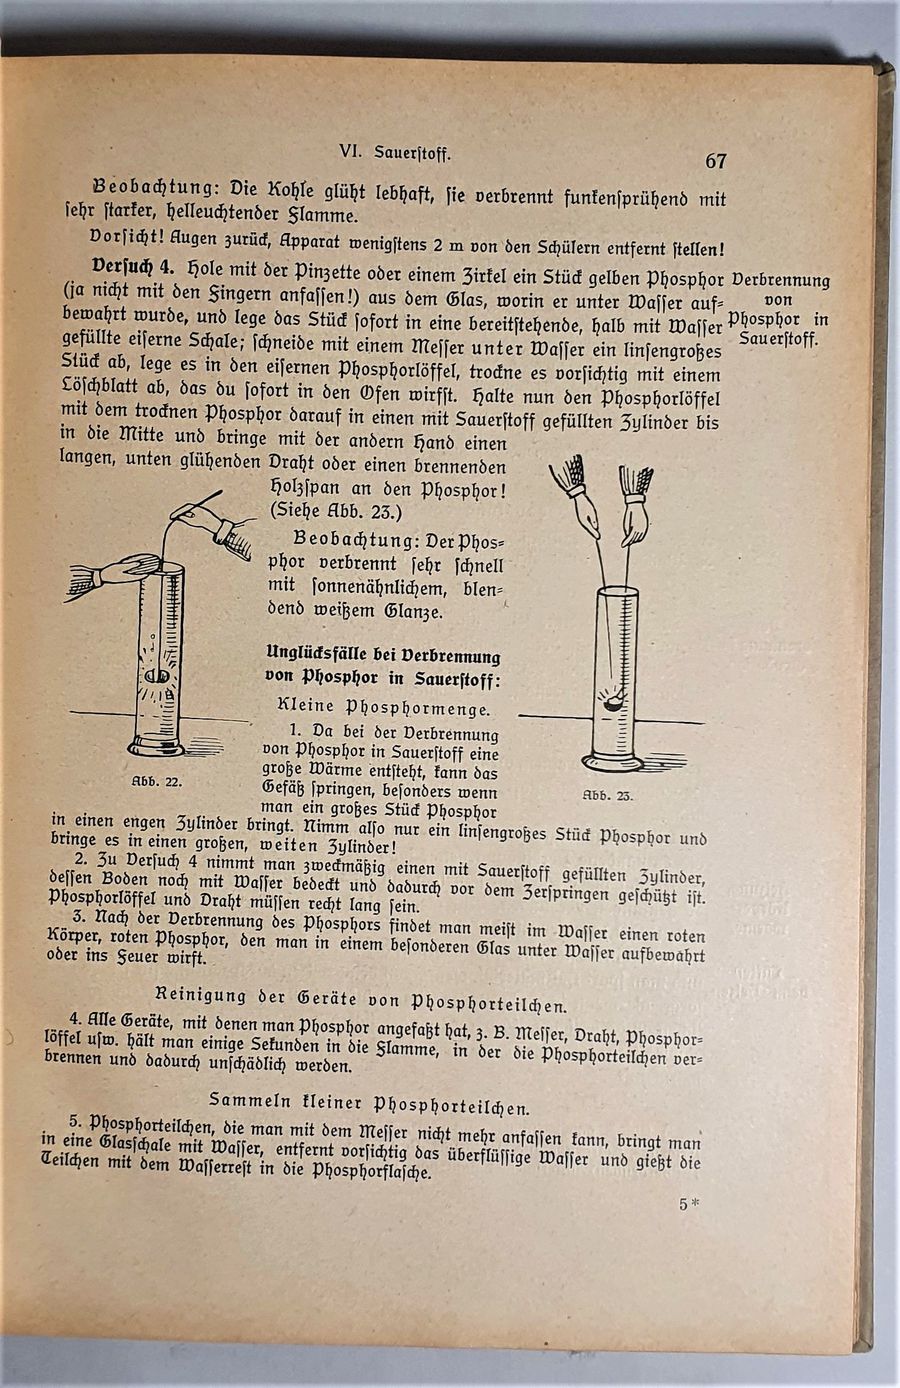 VI. Sauerstoff.
67
Beobachtung: Die Kohle glüht lebhaft, sie verbrennt funkensprühend mit
sehr starker, helleuchtender Flamme.
Vorsicht! Augen zurück, Apparat wenigstens 2 m von den Schülern entfernt stellen!
Versuch 4. Hole mit der Pinzette oder einem Zirkel ein Stück gelben Phosphor
(ja nicht mit den Fingern anfassen!) aus dem Glas, worin er unter Wasser auf-
bewahrt wurde, und lege das Stück sofort in eine bereitstehende, halb mit Wasser
gefüllte eiserne Schale; schneide mit einem Messer unter Wasser ein linsengroßes
Stück ab, lege es in den eisernen Phosphorlöffel, trockne es vorsichtig mit einem
Löschblatt ab, das du sofort in den Ofen wirfst. Halte nun den Phosphorlöffel
mit dem trocknen Phosphor darauf in einen mit Sauerstoff gefüllten Zylinder bis
in die Mitte und bringe mit der andern Hand einen
langen, unten glühenden Draht oder einen brennenden
Holzspan an den Phosphor!
(Siehe Abb. 23.)
Verbrennung
von
Phosphor in
Sauerstoff.
Beobachtung: Der Phos-
phor verbrennt sehr schnell
mit sonnenähnlichem, blen-
dend weißem Glanze.
Unglücksfälle bei Verbrennung
von Phosphor in Sauerstoff:
Kleine Phosphormenge.
1. Da bei der Verbrennung
von Phosphor in Sauerstoff eine
große Wärme entsteht, kann das
Gefäß springen, besonders wenn
man ein großes Stück Phosphor
Abb. 22.
Abb. 23.
in einen engen Zylinder bringt. Nimm also nur ein linsengroßes Stück Phosphor und
bringe es in einen großen, weiten Zylinder!
2. Zu Versuch 4 nimmt man zweckmäßig einen mit Sauerstoff gefüllten Zylinder,
dessen Boden noch mit Wasser bedeckt und dadurch vor dem Zerspringen geschützt ist.
Phosphorlöffel und Draht müssen recht lang sein.
3. Nach der Verbrennung des Phosphors findet man meist im Wasser einen roten
Körper, roten Phosphor, den man in einem besonderen Glas unter Wasser aufbewahrt
oder ins Feuer wirft.
Reinigung der Geräte von Phosphorteilchen.
4. Alle Geräte, mit denen man Phosphor angefaßt hat, z. B. Messer, Draht, Phosphor-
löffel usw. hält man einige Sekunden in die Flamme, in der die Phosphorteilchen ver-
brennen und dadurch unschädlich werden.
Sammeln kleiner Phosphorteilchen.
5. Phosphorteilchen, die man mit dem Messer nicht mehr anfassen kann, bringt man
in eine Glasschale mit Wasser, entfernt vorsichtig das überflüssige Wasser und gießt die
Teilchen mit dem Wasserrest in die Phosphorflasche.
5*